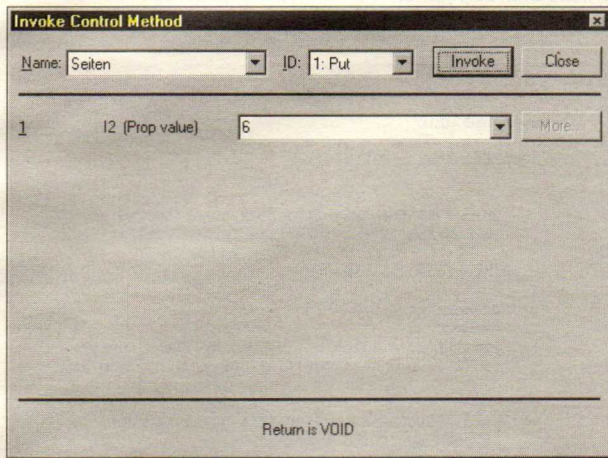 Invoke Control Method
Name: Seiten ID: 1: Put Invoke Close
1 I2 (Prop value) 6 More...
Return is VOID